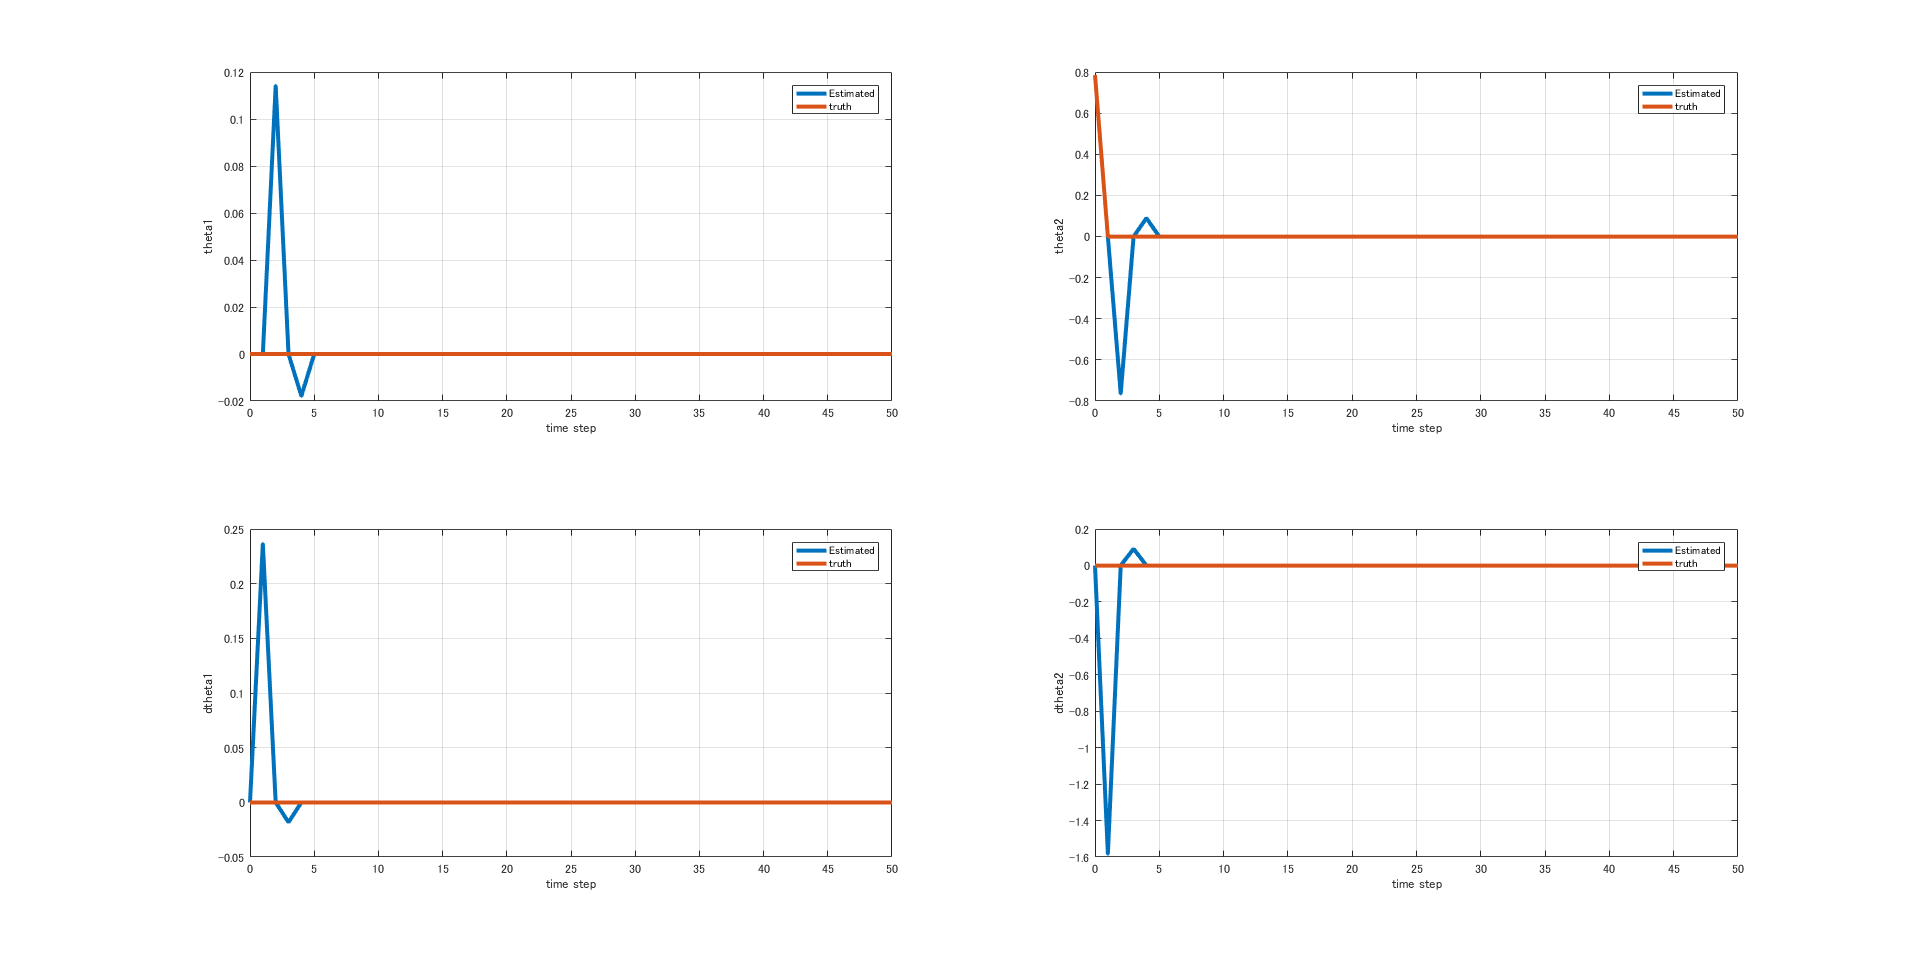 0.12
0.1
0.08
0.06
0.04
0.02
0
−0.02
theta1
0 5 10 15 20 25 30 35 40 45 50
time step
Estimated
truth
0.8
0.6
0.4
0.2
0
−0.2
−0.4
−0.6
−0.8
theta2
0 5 10 15 20 25 30 35 40 45 50
time step
Estimated
truth
0.25
0.2
0.15
0.1
0.05
0
−0.05
dtheta1
0 5 10 15 20 25 30 35 40 45 50
time step
Estimated
truth
0.2
0
−0.2
−0.4
−0.6
−0.8
−1
−1.2
−1.4
−1.6
dtheta2
0 5 10 15 20 25 30 35 40 45 50
time step
Estimated
truth